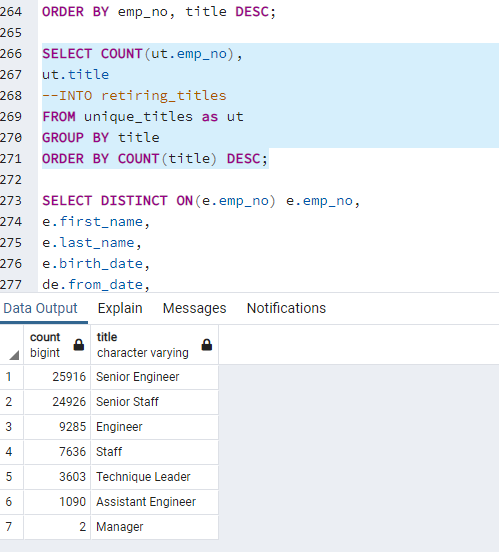 264 ORDER BY emp_no, title DESC;
265
266 SELECT COUNT(ut.emp_no),
267 ut.title
268 --INTO retiring_titles
269 FROM unique_titles as ut
270 GROUP BY title
271 ORDER BY COUNT(title) DESC;
272
273 SELECT DISTINCT ON(e.emp_no) e.emp_no,
274 e.first_name,
275 e.last_name,
276 e.birth_date,
277 de.from_date,
Data Output Explain Messages Notifications
count title
bigint character varying
1 25916 Senior Engineer
2 24926 Senior Staff
3 9285 Engineer
4 7636 Staff
5 3603 Technique Leader
6 1090 Assistant Engineer
7 2 Manager